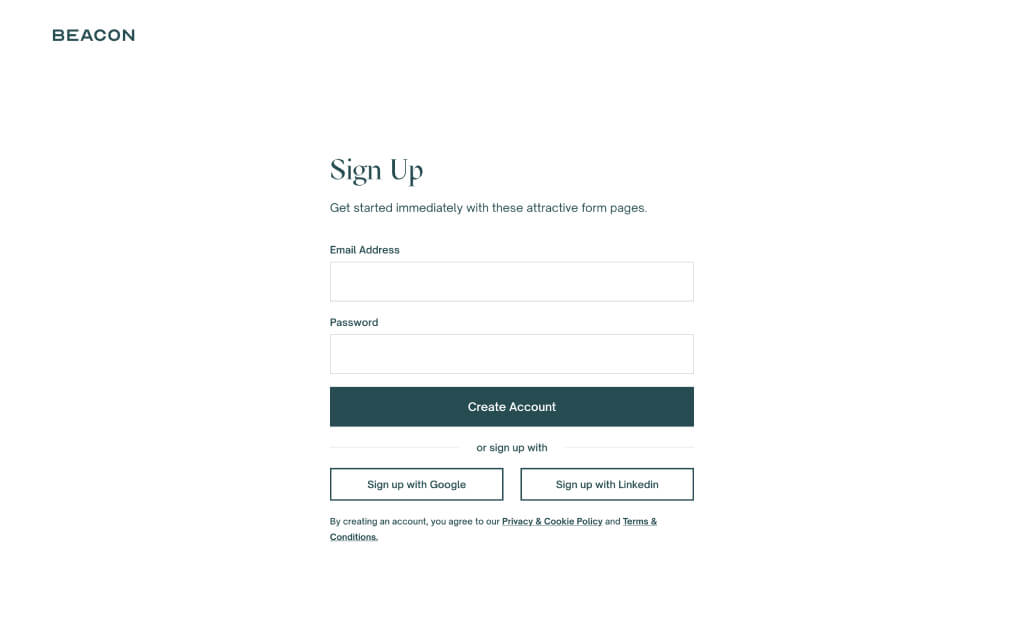 BEACON
Sign Up
Get started immediately with these attractive form pages.
Email Address
Password
Create Account
or sign up with
Sign up with Google
Sign up with Linkedin
By creating an account, you agree to our Privacy & Cookie Policy and Terms &
Conditions.